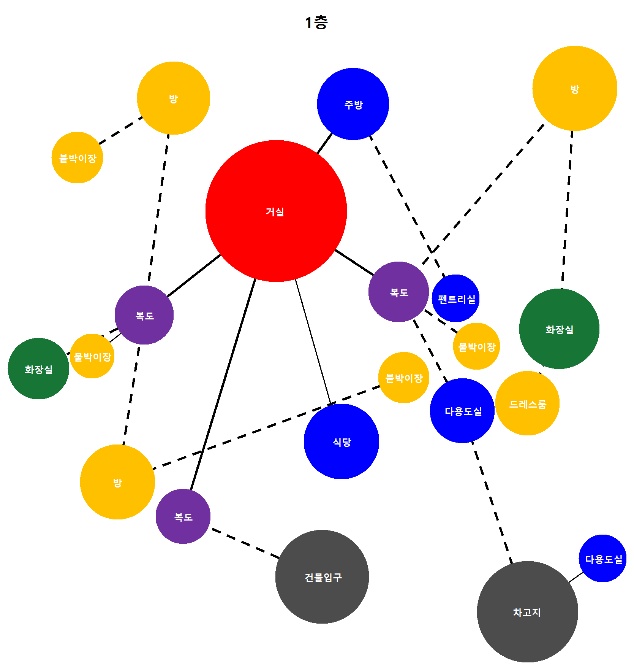 1층
방
주방
방
붙박이장
거실
복도
펜트리실
복도
화장실
붙박이장
붙박이장
화장실
붙박이장
드레스룸
다용도실
식당
방
복도
다용도실
건물입구
차고지